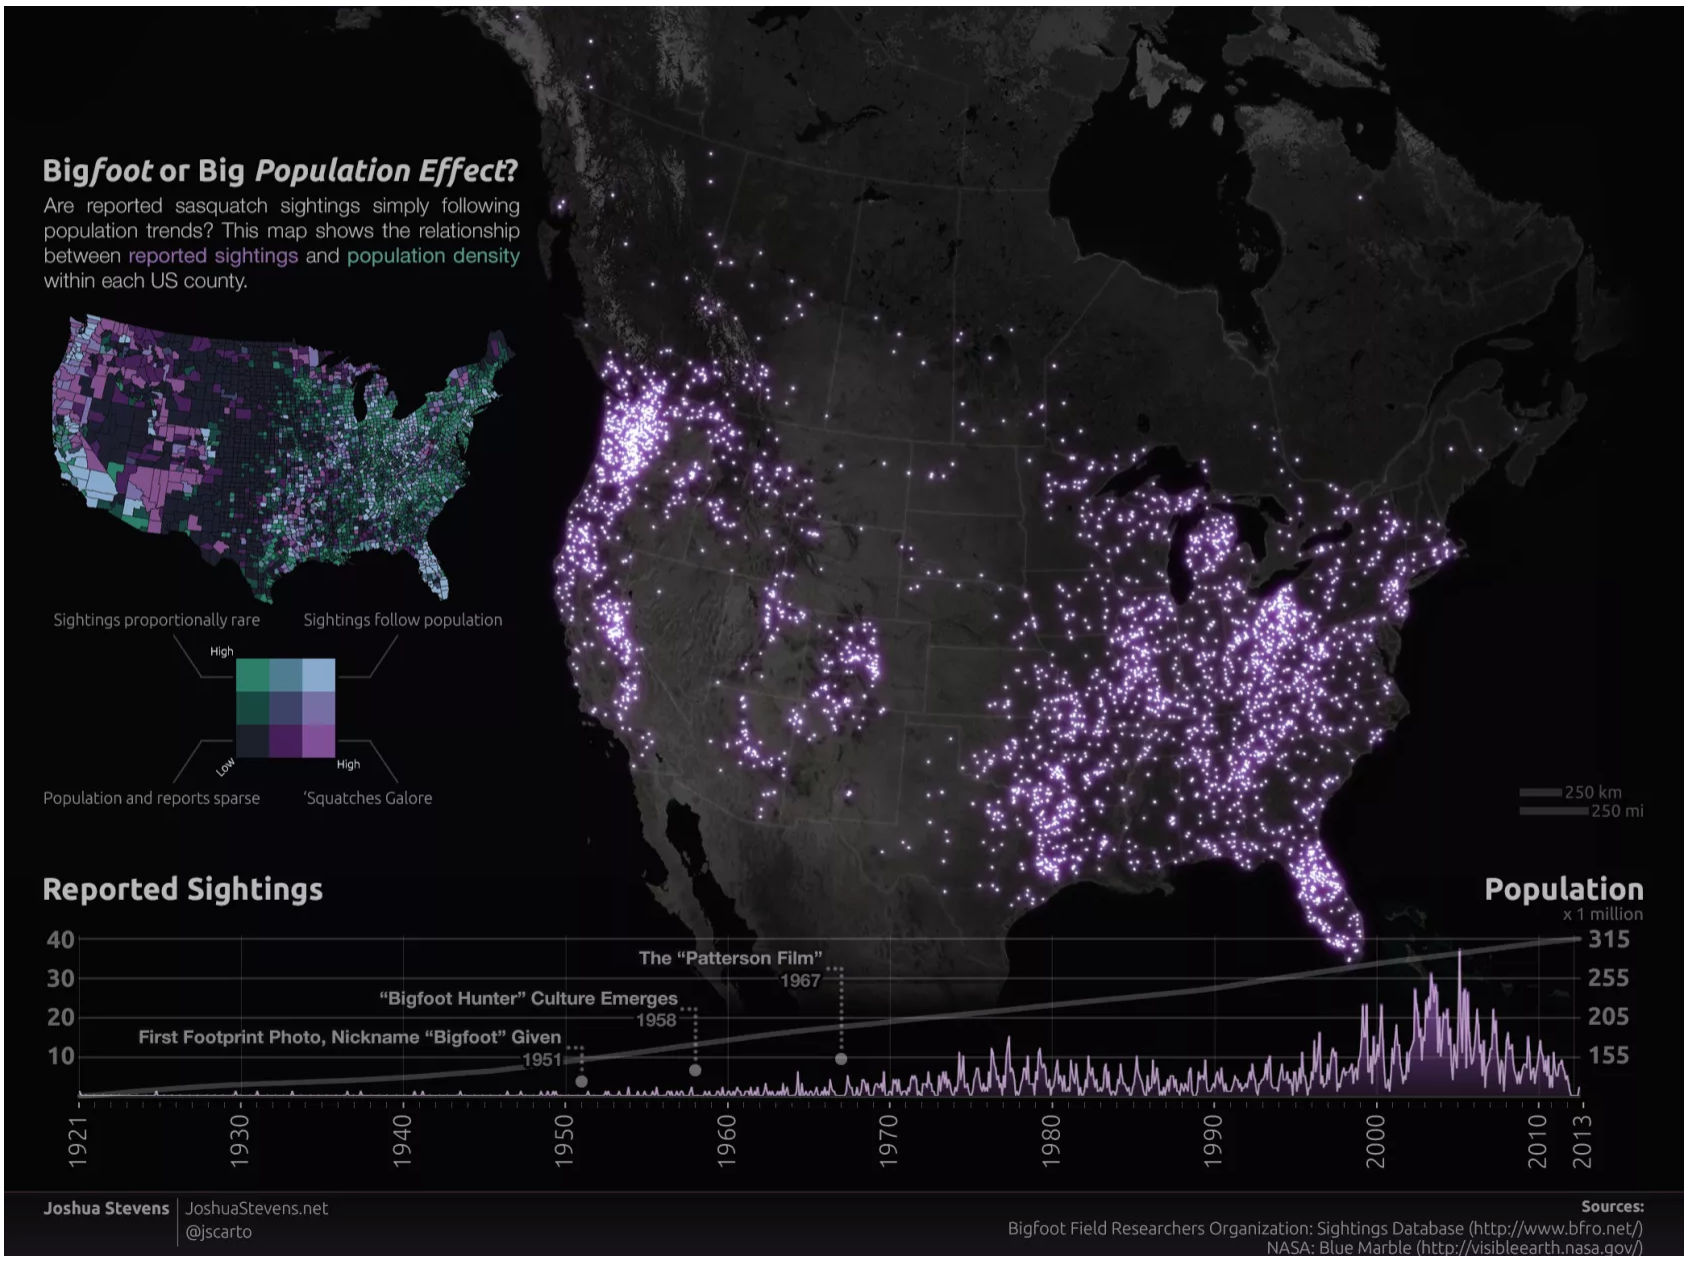 Bigfoot or Big Population Effect?
Are reported sasquatch sightings simply following
population trends? This map shows the relationship
between reported sightings and population density
within each US county.
Sightings proportionally rare
Sightings follow population
High
Low
High
Population and reports sparse
‘Squatches Galore
250 km
250 mi
Reported Sightings
Population
x 1 million
40
30
20
10
315
255
205
155
The “Patterson Film”
1967
“Bigfoot Hunter” Culture Emerges
1958
First Footprint Photo, Nickname “Bigfoot” Given
1951
1921
1930
1940
1950
1960
1970
1980
1990
2000
2010
2013
Joshua Stevens
JoshuaStevens.net
@jscarto
Sources:
Bigfoot Field Researchers Organization: Sightings Database (http://www.bfro.net/)
NASA: Blue Marble (http://visibleearth.nasa.gov/)